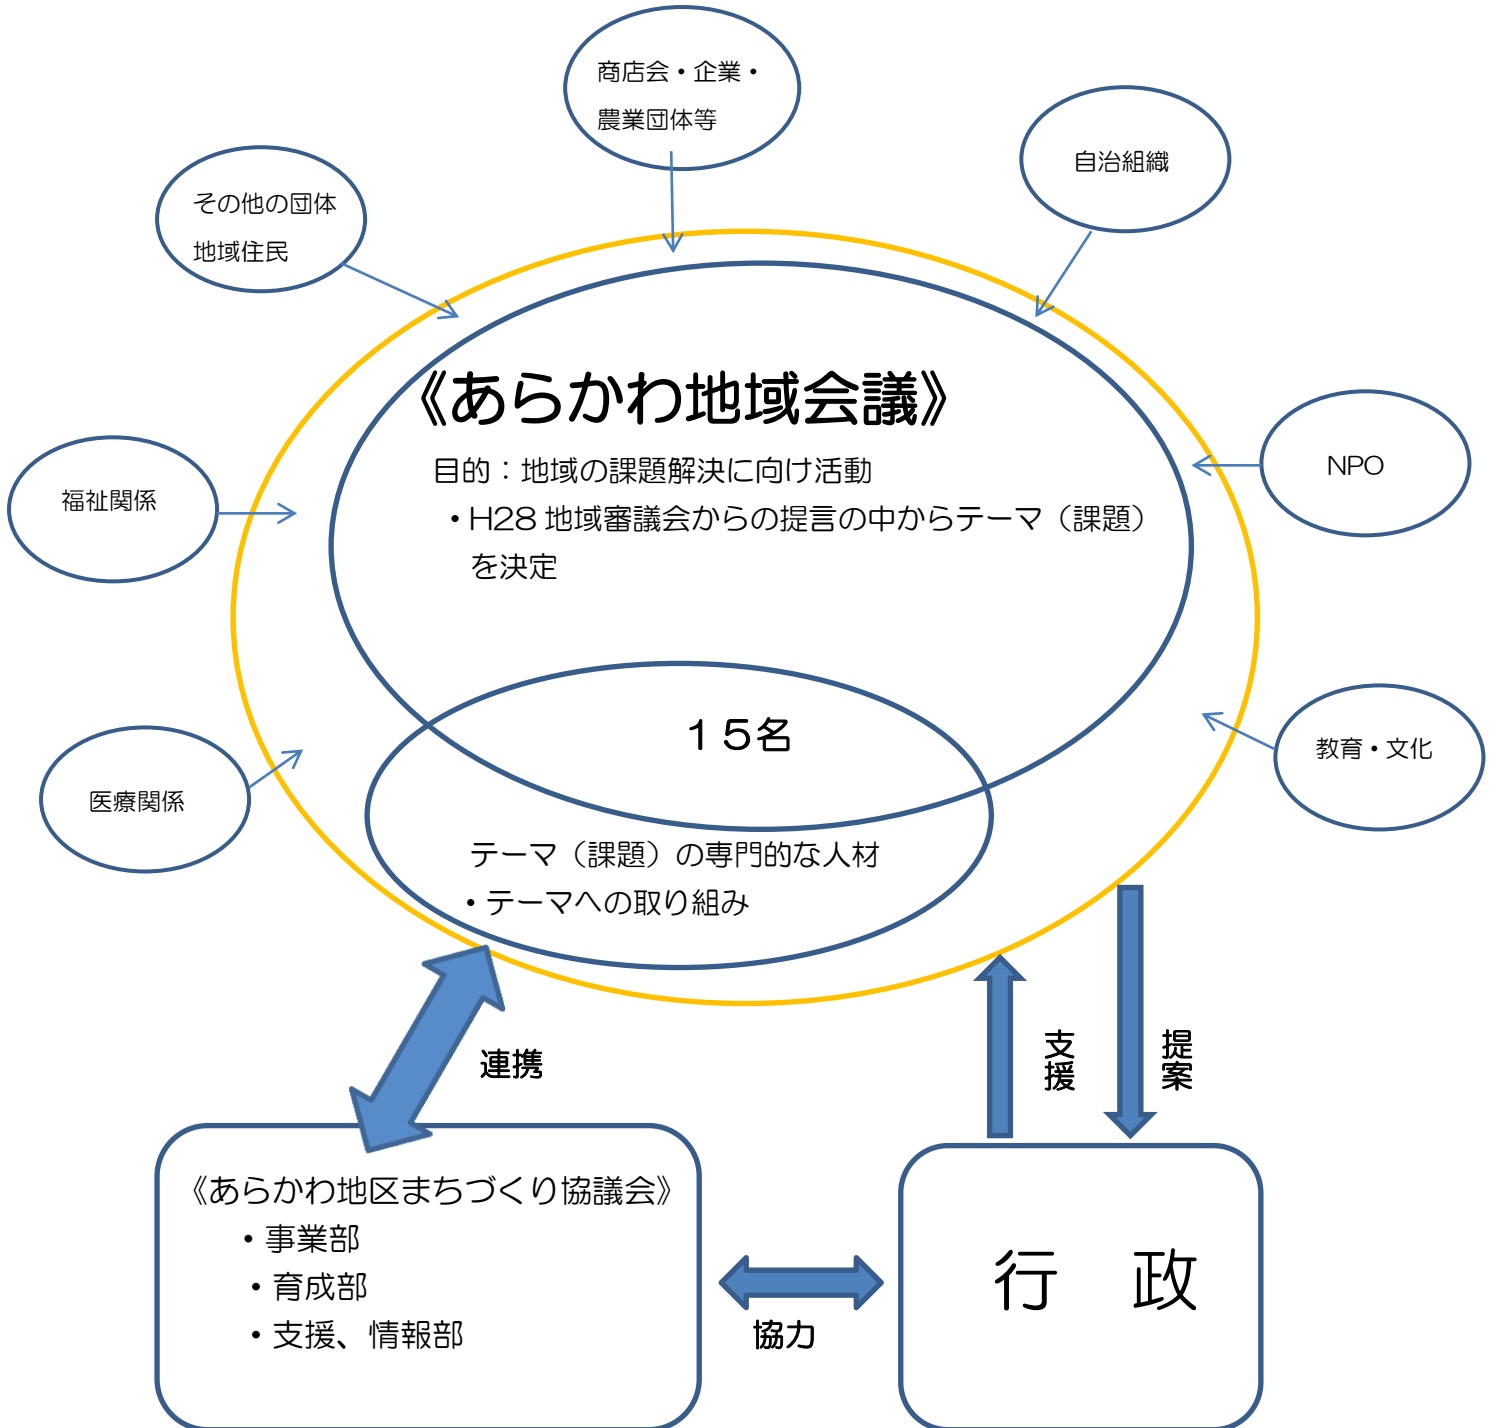 商店会・企業・
農業団体等
自治組織
その他の団体
地域住民
《あらかわ地域会議》
目的：地域の課題解決に向け活動
・H28 地域審議会からの提言の中からテーマ（課題）
を決定
NPO
福祉関係
１５名
教育・文化
医療関係
テーマ（課題）の専門的な人材
・テーマへの取り組み
連携
支援
提案
《あらかわ地区まちづくり協議会》
・事業部
・育成部
・支援、情報部
協力
行　政